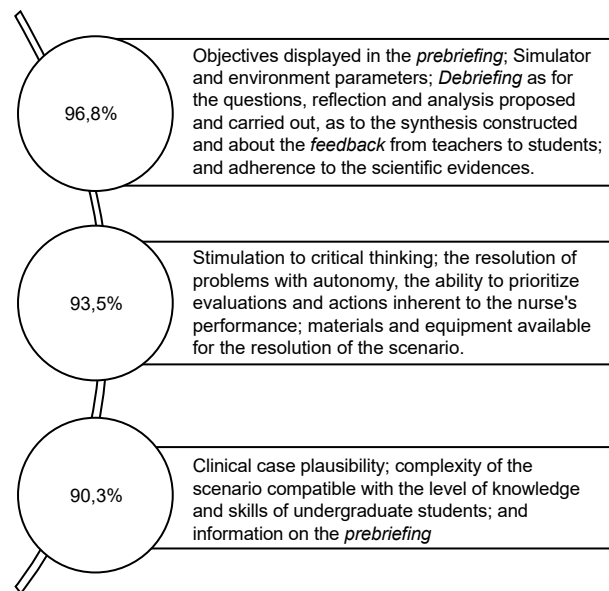 96,8%
Objectives displayed in the prebriefing; Simulator
and environment parameters; Debriefing as for
the questions, reflection and analysis proposed
and carried out, as to the synthesis constructed
and about the feedback from teachers to students;
and adherence to the scientific evidences.
93,5%
Stimulation to critical thinking; the resolution of
problems with autonomy, the ability to prioritize
evaluations and actions inherent to the nurse's
performance; materials and equipment available
for the resolution of the scenario.
90,3%
Clinical case plausibility; complexity of the
scenario compatible with the level of knowledge
and skills of undergraduate students; and
information on the prebriefing